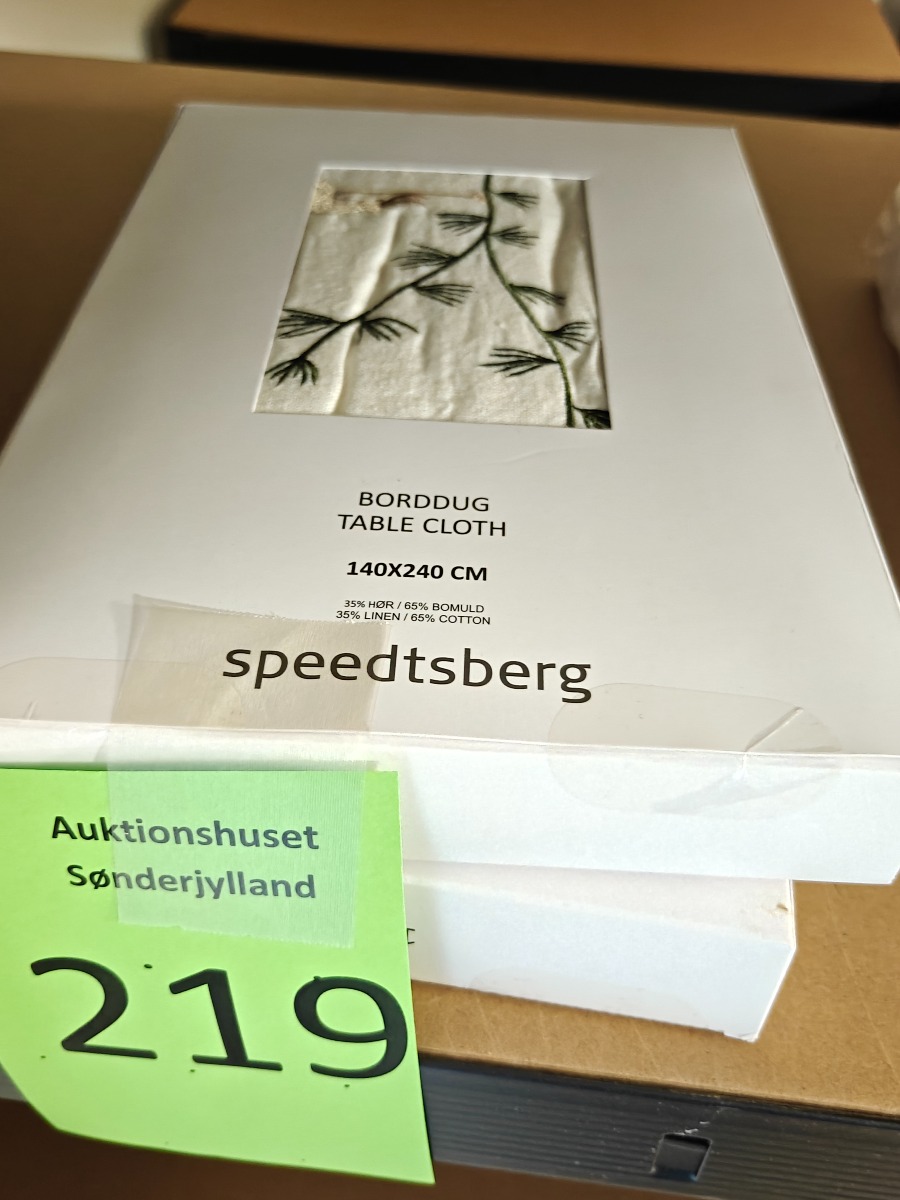 BORDDUG
TABLE CLOTH
140X240 CM
35% HØR / 65% BOMULD
35% LINEN / 65% COTTON
speedtsberg
Auktionshuset
Sønderjylland
219